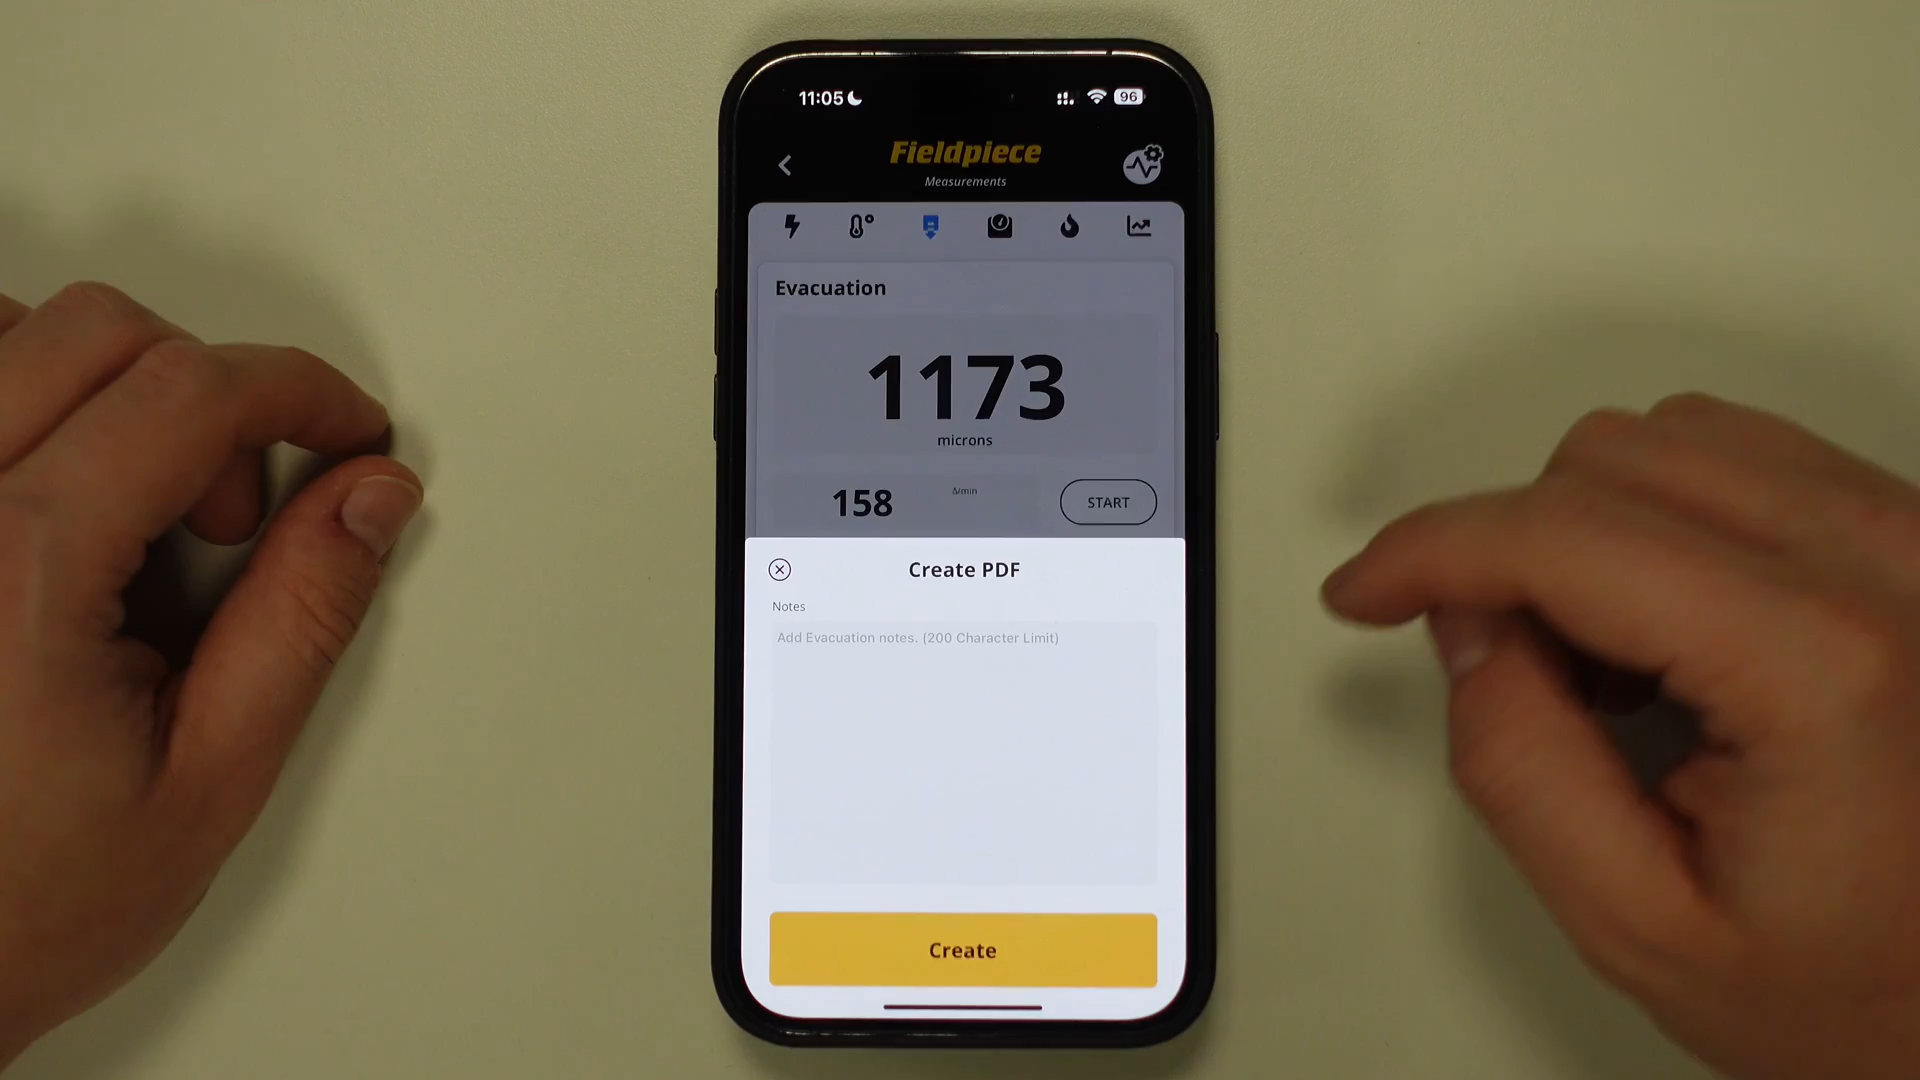 11:05
96
Fieldpiece
Measurements
Evacuation
1173
microns
158
Δ/min
START
Create PDF
Notes
Add Evacuation notes. (200 Character Limit)
Create